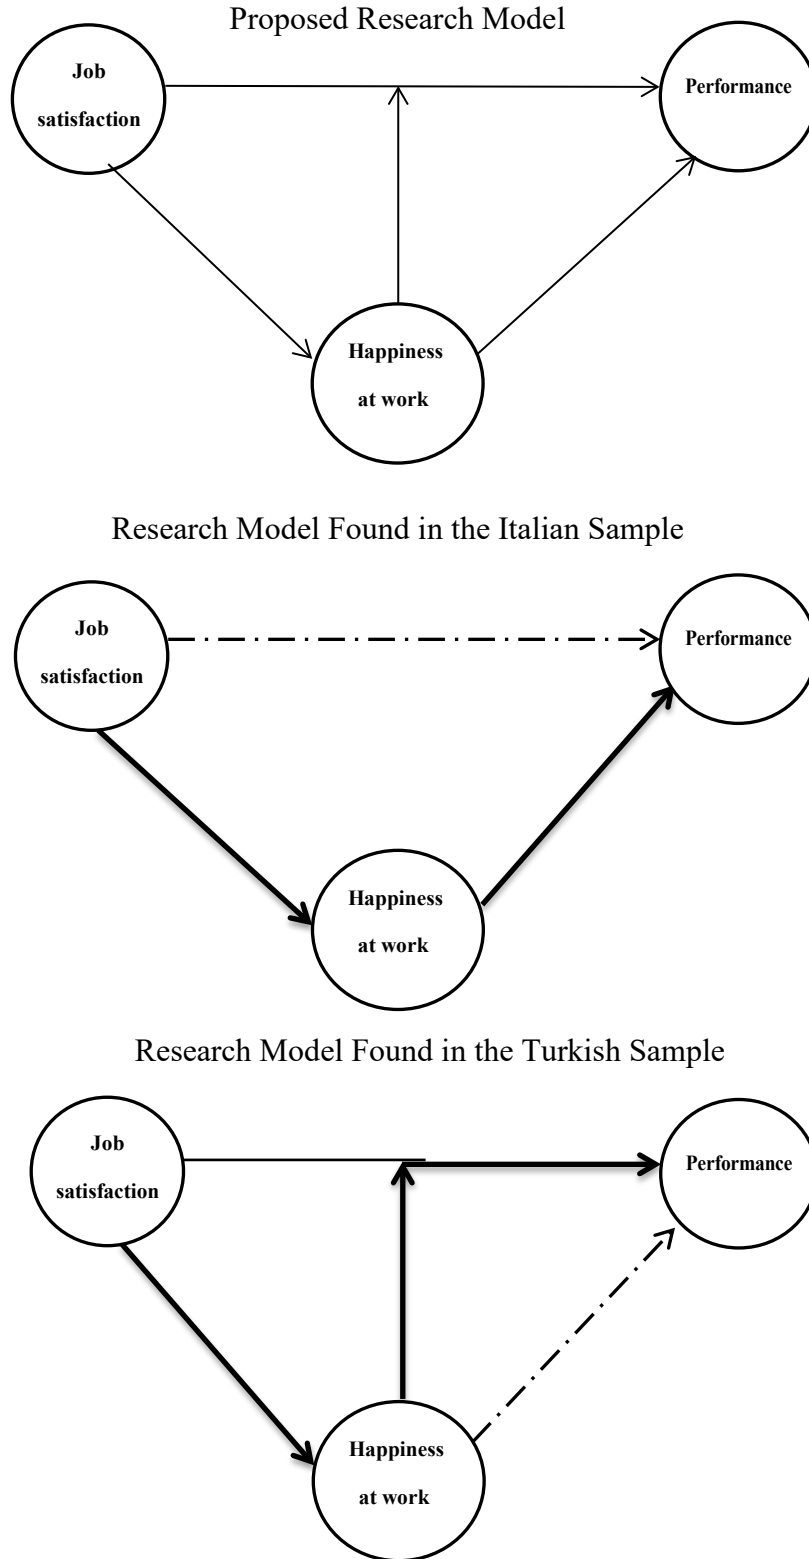 Proposed Research Model
Job
satisfaction
Performance
Happiness
at work
Research Model Found in the Italian Sample
Job
satisfaction
Performance
Happiness
at work
Research Model Found in the Turkish Sample
Job
satisfaction
Performance
Happiness
at work